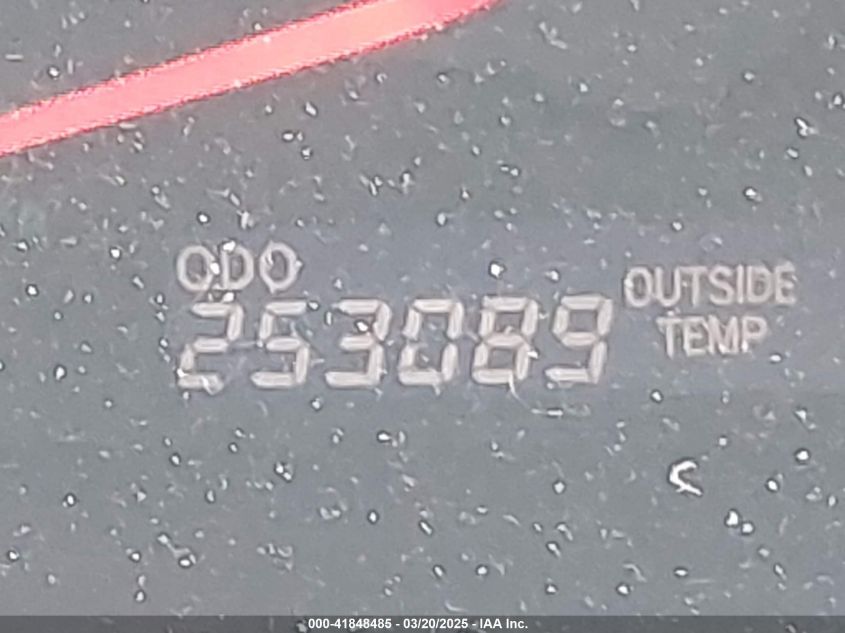 ODO
253089
OUTSIDE
TEMP
000-41848485 - 03/20/2025 - IAA Inc.